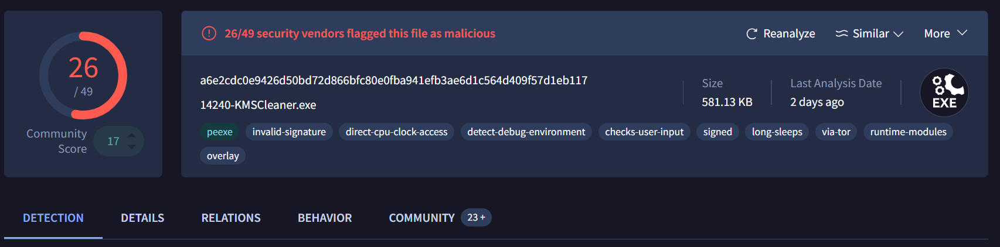 26
/ 49
Community
Score
17
26/49 security vendors flagged this file as malicious
Reanalyze
Similar
More
a6e2cdc0e9426d50bd72d866bfc80e0fba941efb3ae6d1c564d409f57d1eb117
14240-KMSCleaner.exe
Size
581.13 KB
Last Analysis Date
2 days ago
EXE
peexe invalid-signature direct-cpu-clock-access detect-debug-environment checks-user-input signed long-sleeps via-tor runtime-modules
overlay
DETECTION DETAILS RELATIONS BEHAVIOR COMMUNITY 23 +